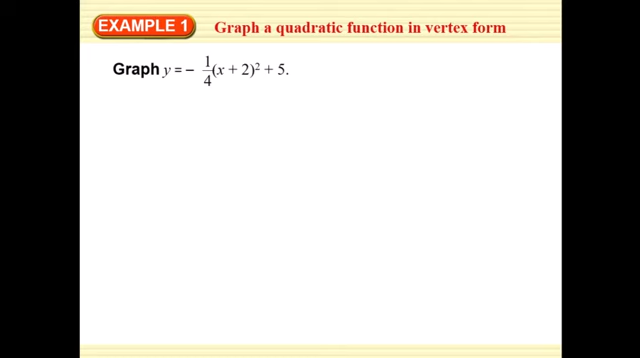 EXAMPLE 1 Graph a quadratic function in vertex form
Graph y = – 1/4 (x + 2)² + 5.